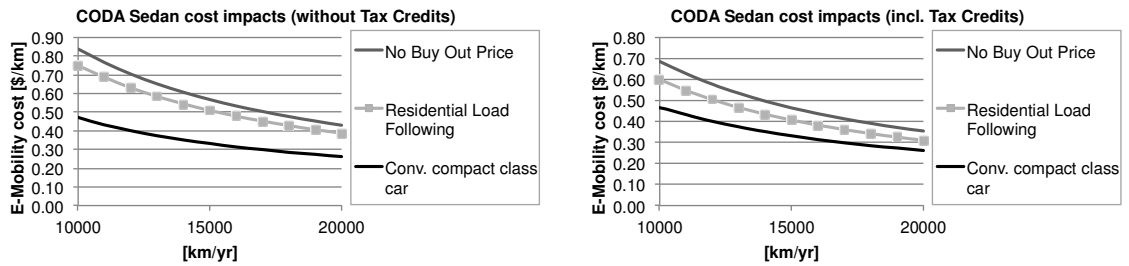 CODA Sedan cost impacts (without Tax Credits)
E-Mobility cost [$/km]
0.90
0.80
0.70
0.60
0.50
0.40
0.30
0.20
0.10
0.00
10000 15000 20000
[km/yr]
No Buy Out Price
Residential Load
Following
Conv. compact class
car
CODA Sedan cost impacts (incl. Tax Credits)
E-Mobility cost [$/km]
0.80
0.70
0.60
0.50
0.40
0.30
0.20
0.10
0.00
10000 15000 20000
[km/yr]
No Buy Out Price
Residential Load
Following
Conv. compact class
car